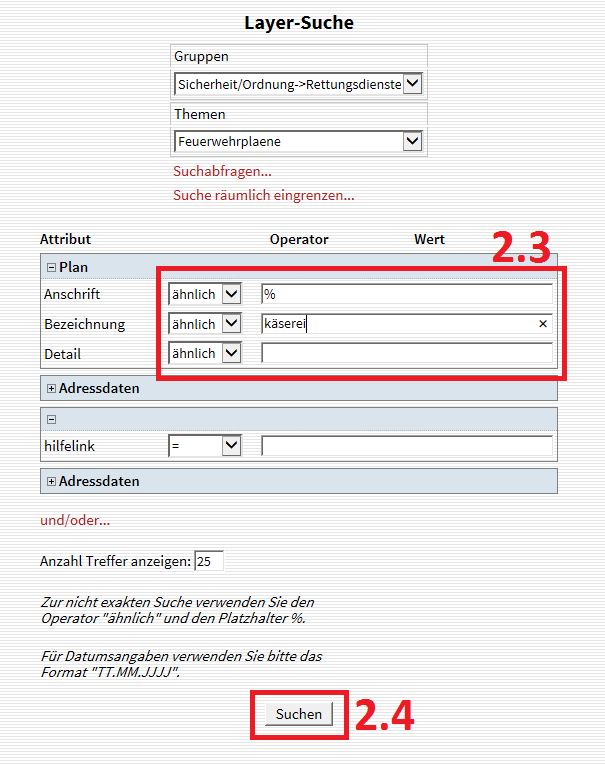 Layer-Suche
Gruppen
Sicherheit/Ordnung->Rettungsdienste
Themen
Feuerwehrplaene
Suchabfragen...
Suche räumlich eingrenzen...
Attribut Operator Wert 2.3
Plan
Anschrift ähnlich %
Bezeichnung ähnlich käserei
Detail ähnlich
Adressdaten
hilfelink =
Adressdaten
und/oder...
Anzahl Treffer anzeigen: 25
Zur nicht exakten Suche verwenden Sie den
Operator "ähnlich" und den Platzhalter %.
Für Datumsangaben verwenden Sie bitte das
Format "TT.MM.JJJJ".
Suchen 2.4